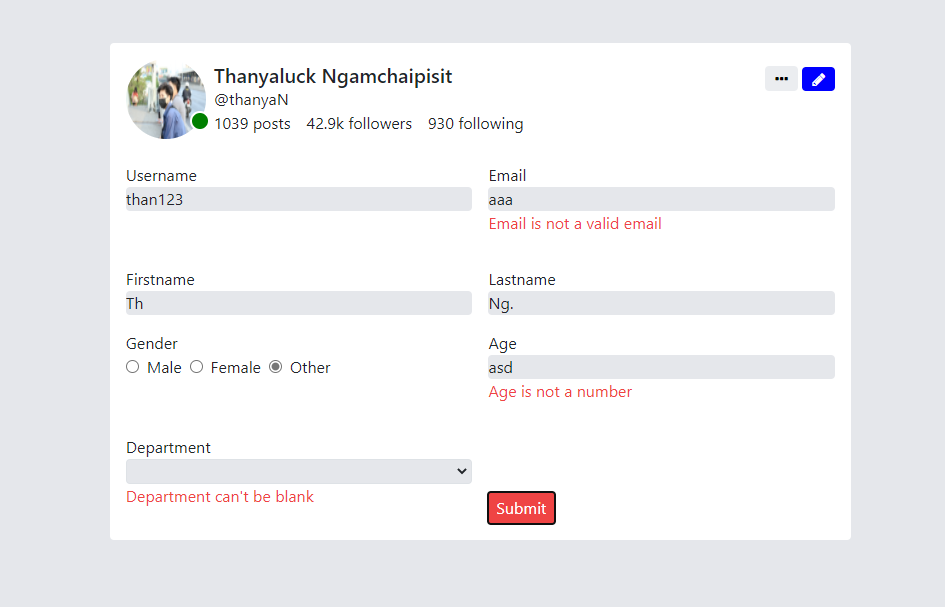 Thanyaluck Ngamchaipisit
@thanyaN
1039 posts 42.9k followers 930 following
Username
than123
Email
aaa
Email is not a valid email
Firstname
Th
Lastname
Ng.
Gender
Male Female Other
Age
asd
Age is not a number
Department
Department can't be blank
Submit